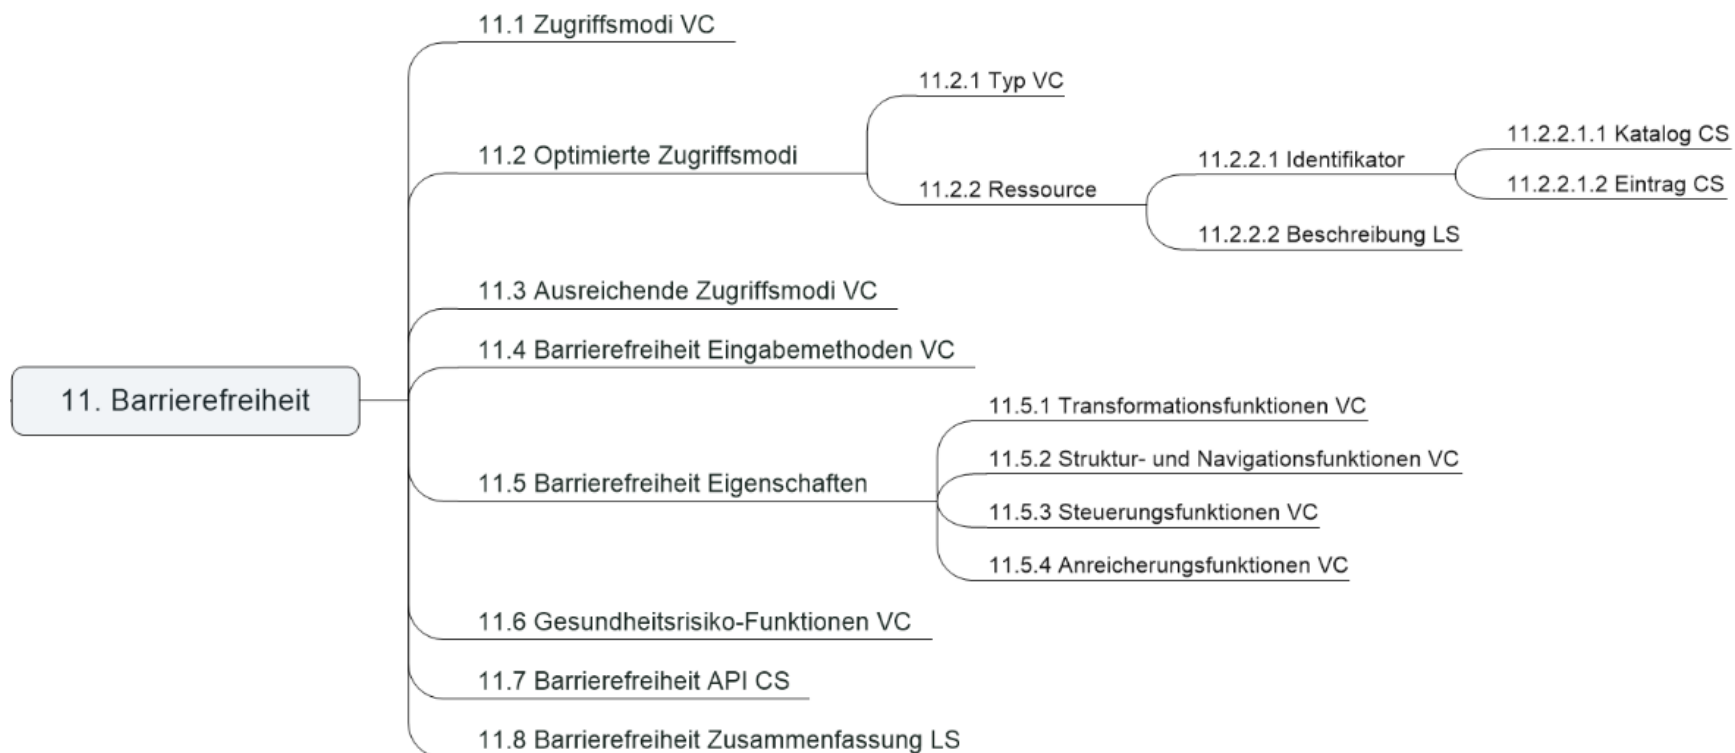 11. Barrierefreiheit
11.1 Zugriffsmodi VC
11.2 Optimierte Zugriffsmodi
11.2.1 Typ VC
11.2.2 Ressource
11.2.2.1 Identifikator
11.2.2.1.1 Katalog CS
11.2.2.1.2 Eintrag CS
11.2.2.2 Beschreibung LS
11.3 Ausreichende Zugriffsmodi VC
11.4 Barrierefreiheit Eingabemethoden VC
11.5 Barrierefreiheit Eigenschaften
11.5.1 Transformationsfunktionen VC
11.5.2 Struktur- und Navigationsfunktionen VC
11.5.3 Steuerungsfunktionen VC
11.5.4 Anreicherungsfunktionen VC
11.6 Gesundheitsrisiko-Funktionen VC
11.7 Barrierefreiheit API CS
11.8 Barrierefreiheit Zusammenfassung LS